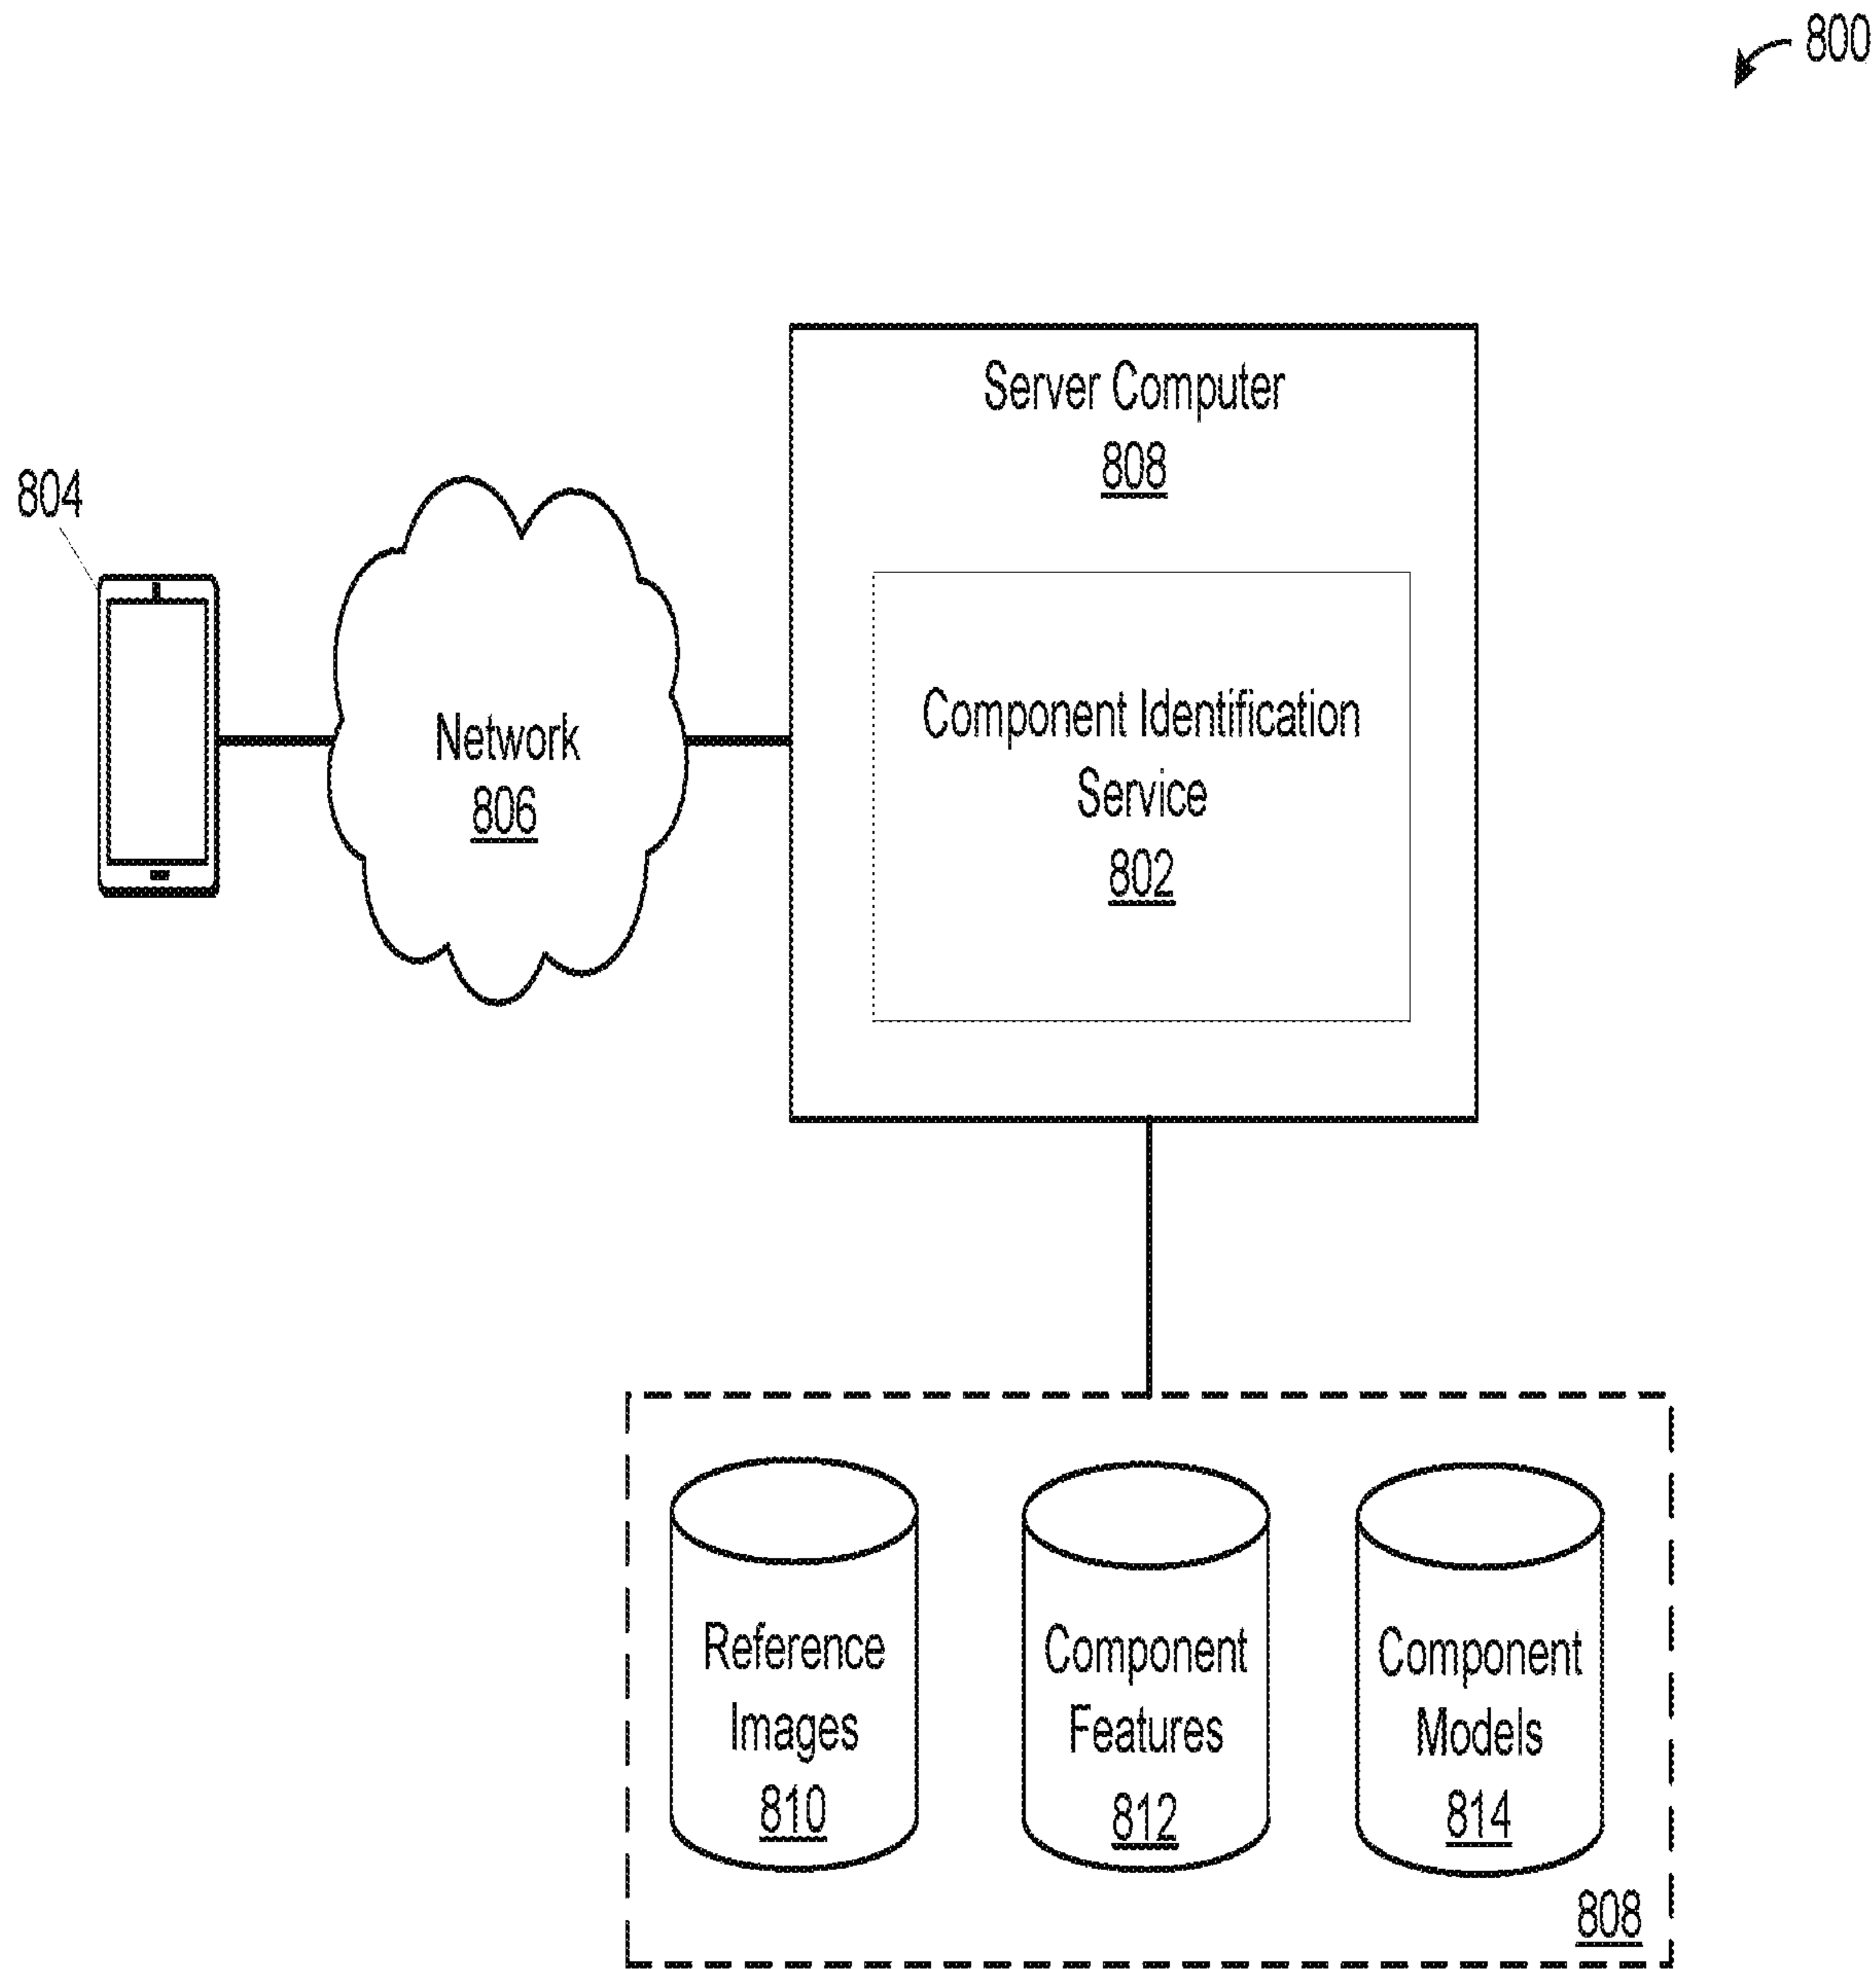 800
Server Computer
808
804
Component Identification
Service
802
Network
806
Reference
Images
810
Component
Features
812
Component
Models
814
808